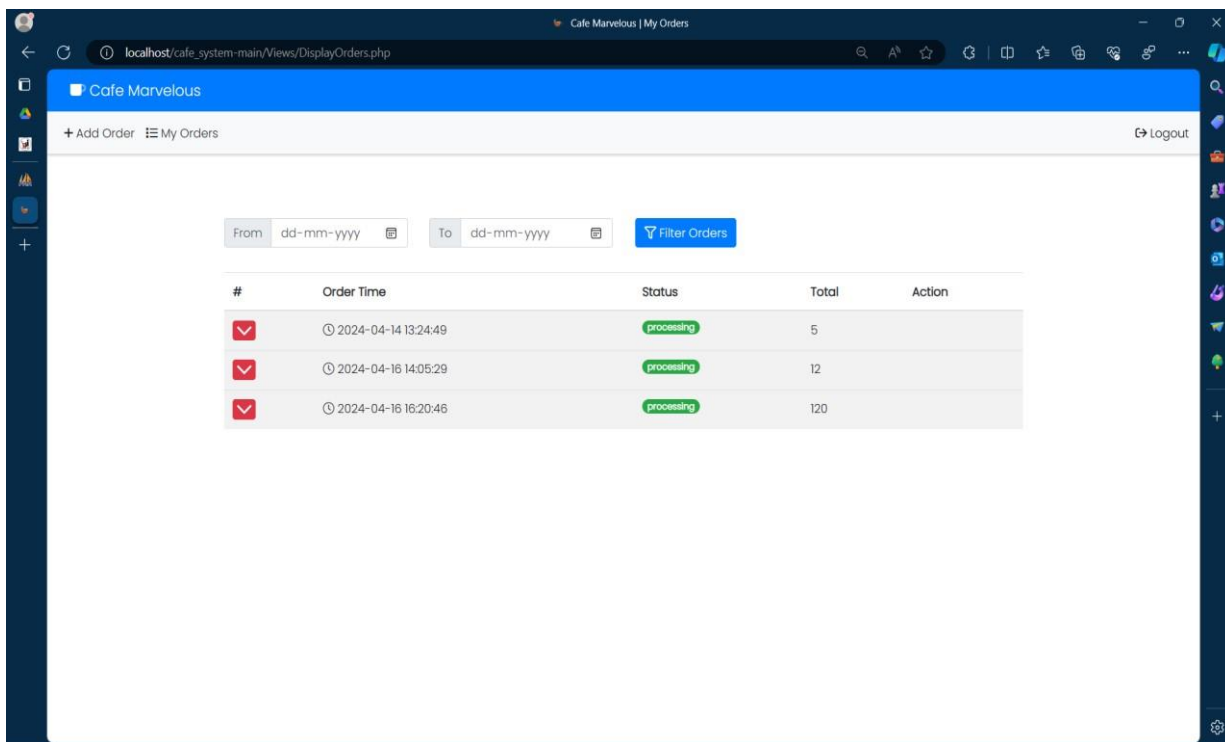 Cafe Marvelous | My Orders
localhost/cafe_system-main/Views/DisplayOrders.php
Cafe Marvelous
Add Order My Orders Logout
From dd-mm-yyyy To dd-mm-yyyy Filter Orders
# Order Time Status Total Action
2024-04-14 13:24:49 processing 5
2024-04-16 14:05:29 processing 12
2024-04-16 16:20:46 processing 120